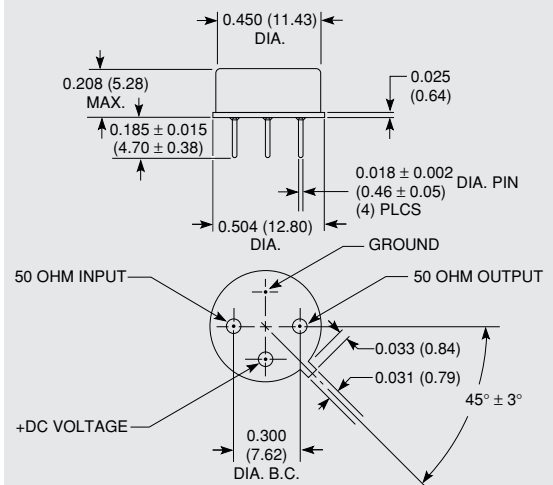 0.450 (11.43)
DIA.
0.208 (5.28)
MAX.
0.025
(0.64)
0.185 ± 0.015
(4.70 ± 0.38)
0.018 ± 0.002
(0.46 ± 0.05)
(4) PLCS
DIA. PIN
0.504 (12.80)
DIA.
GROUND
50 OHM INPUT
50 OHM OUTPUT
0.033 (0.84)
0.031 (0.79)
45° ± 3°
+DC VOLTAGE
0.300
(7.62)
DIA. B.C.